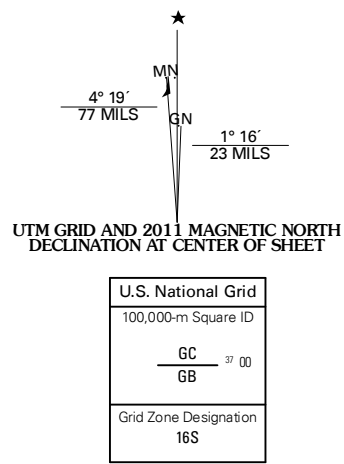 ★
MN
4° 19´
77 MILS
GN
1° 16´
23 MILS
UTM GRID AND 2011 MAGNETIC NORTH
DECLINATION AT CENTER OF SHEET
U.S. National Grid
100,000-m Square ID
GC
37 00
GB
Grid Zone Designation
16S